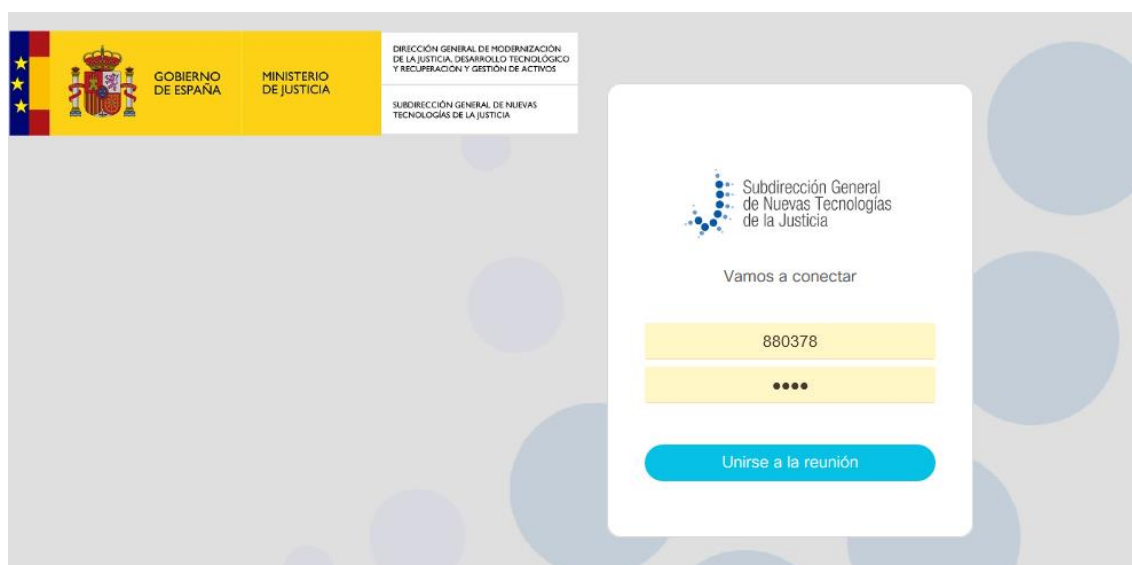 GOBIERNO
DE ESPAÑA
MINISTERIO
DE JUSTICIA
DIRECCIÓN GENERAL DE MODERNIZACIÓN
DE LA JUSTICIA, DESARROLLO TECNOLÓGICO
Y RECUPERACIÓN Y GESTIÓN DE ACTIVOS
SUBDIRECCIÓN GENERAL DE NUEVAS
TECNOLOGÍAS DE LA JUSTICIA
Subdirección General
de Nuevas Tecnologías
de la Justicia
Vamos a conectar
880378
••••
Unirse a la reunión